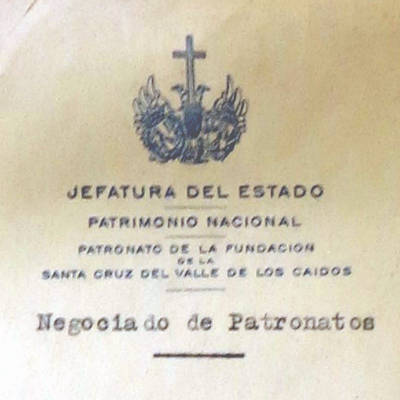 JEFATURA DEL ESTADO
PATRIMONIO NACIONAL
PATRONATO DE LA FUNDACION
DE LA
SANTA CRUZ DEL VALLE DE LOS CAIDOS
Negociado de Patronatos